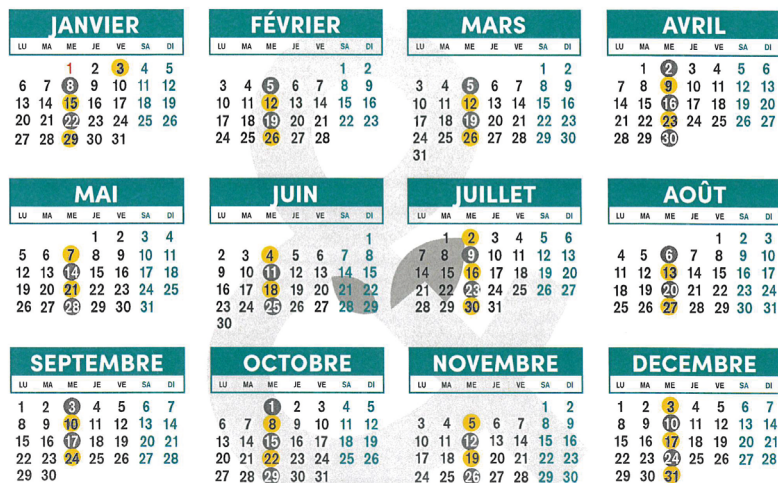 JANVIER FÉVRIER MARS AVRIL
LU MA ME JE VE SA DI LU MA ME JE VE SA DI LU MA ME JE VE SA DI LU MA ME JE VE SA DI
1 2 3 4 5 1 2 1 2 1 2 3 4 5 6
6 7 8 9 10 11 12 3 4 5 6 7 8 9 3 4 5 6 7 8 9 7 8 9 10 11 12 13
13 14 15 16 17 18 19 10 11 12 13 14 15 16 10 11 12 13 14 15 16 14 15 16 17 18 19 20
20 21 22 23 24 25 26 17 18 19 20 21 22 23 17 18 19 20 21 22 23 21 22 23 24 25 26 27
27 28 29 30 31 24 25 26 27 28 24 25 26 27 28 29 30 28 29 30
31
MAI JUIN JUILLET AOÛT
LU MA ME JE VE SA DI LU MA ME JE VE SA DI LU MA ME JE VE SA DI LU MA ME JE VE SA DI
1 2 3 4 1 1 2 3 4 5 6 1 2 3
5 6 7 8 9 10 11 2 3 4 5 6 7 8 7 8 9 10 11 12 13 4 5 6 7 8 9 10
12 13 14 15 16 17 18 9 10 11 12 13 14 15 14 15 16 17 18 19 20 11 12 13 14 15 16 17
19 20 21 22 23 24 25 16 17 18 19 20 21 22 21 22 23 24 25 26 27 18 19 20 21 22 23 24
26 27 28 29 30 31 23 24 25 26 27 28 29 28 29 30 31 25 26 27 28 29 30 31
30
SEPTEMBRE OCTOBRE NOVEMBRE DECEMBRE
LU MA ME JE VE SA DI LU MA ME JE VE SA DI LU MA ME JE VE SA DI LU MA ME JE VE SA DI
1 2 3 4 5 6 7 1 2 3 4 5 1 2 1 2 3 4 5 6 7
8 9 10 11 12 13 14 6 7 8 9 10 11 12 3 4 5 6 7 8 9 8 9 10 11 12 13 14
15 16 17 18 19 20 21 13 14 15 16 17 18 19 10 11 12 13 14 15 16 15 16 17 18 19 20 21
22 23 24 25 26 27 28 20 21 22 23 24 25 26 17 18 19 20 21 22 23 22 23 24 25 26 27 28
29 30 27 28 29 30 31 24 25 26 27 28 29 30 29 30 31